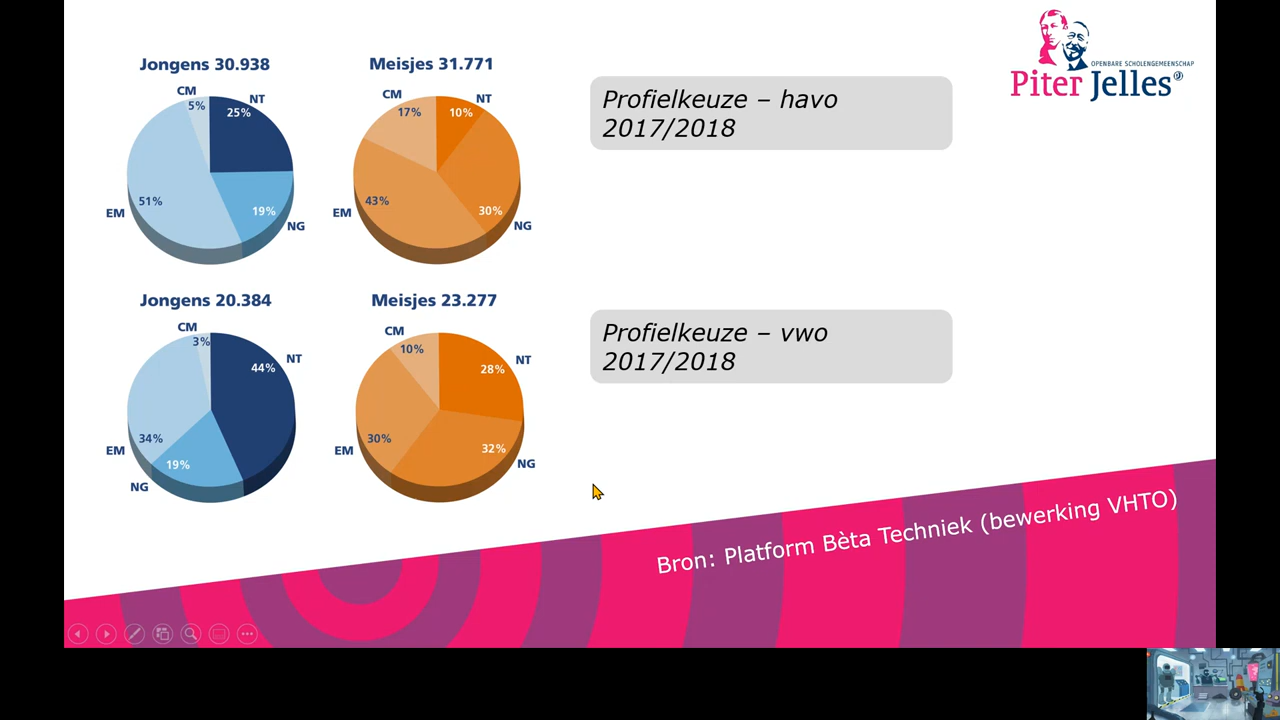 Jongens 30.938
CM
5%
NT
25%
EM
51%
19%
NG
Meisjes 31.771
CM
17%
NT
10%
EM
43%
30%
NG
Profielkeuze – havo
2017/2018
OPENBARE SCHOLENGEMEENSCHAP
Piter Jelles
Jongens 20.384
CM
3%
NT
44%
EM
34%
19%
NG
Meisjes 23.277
CM
10%
NT
28%
EM
30%
32%
NG
Profielkeuze – vwo
2017/2018
Bron: Platform Bèta Techniek (bewerking VHTO)